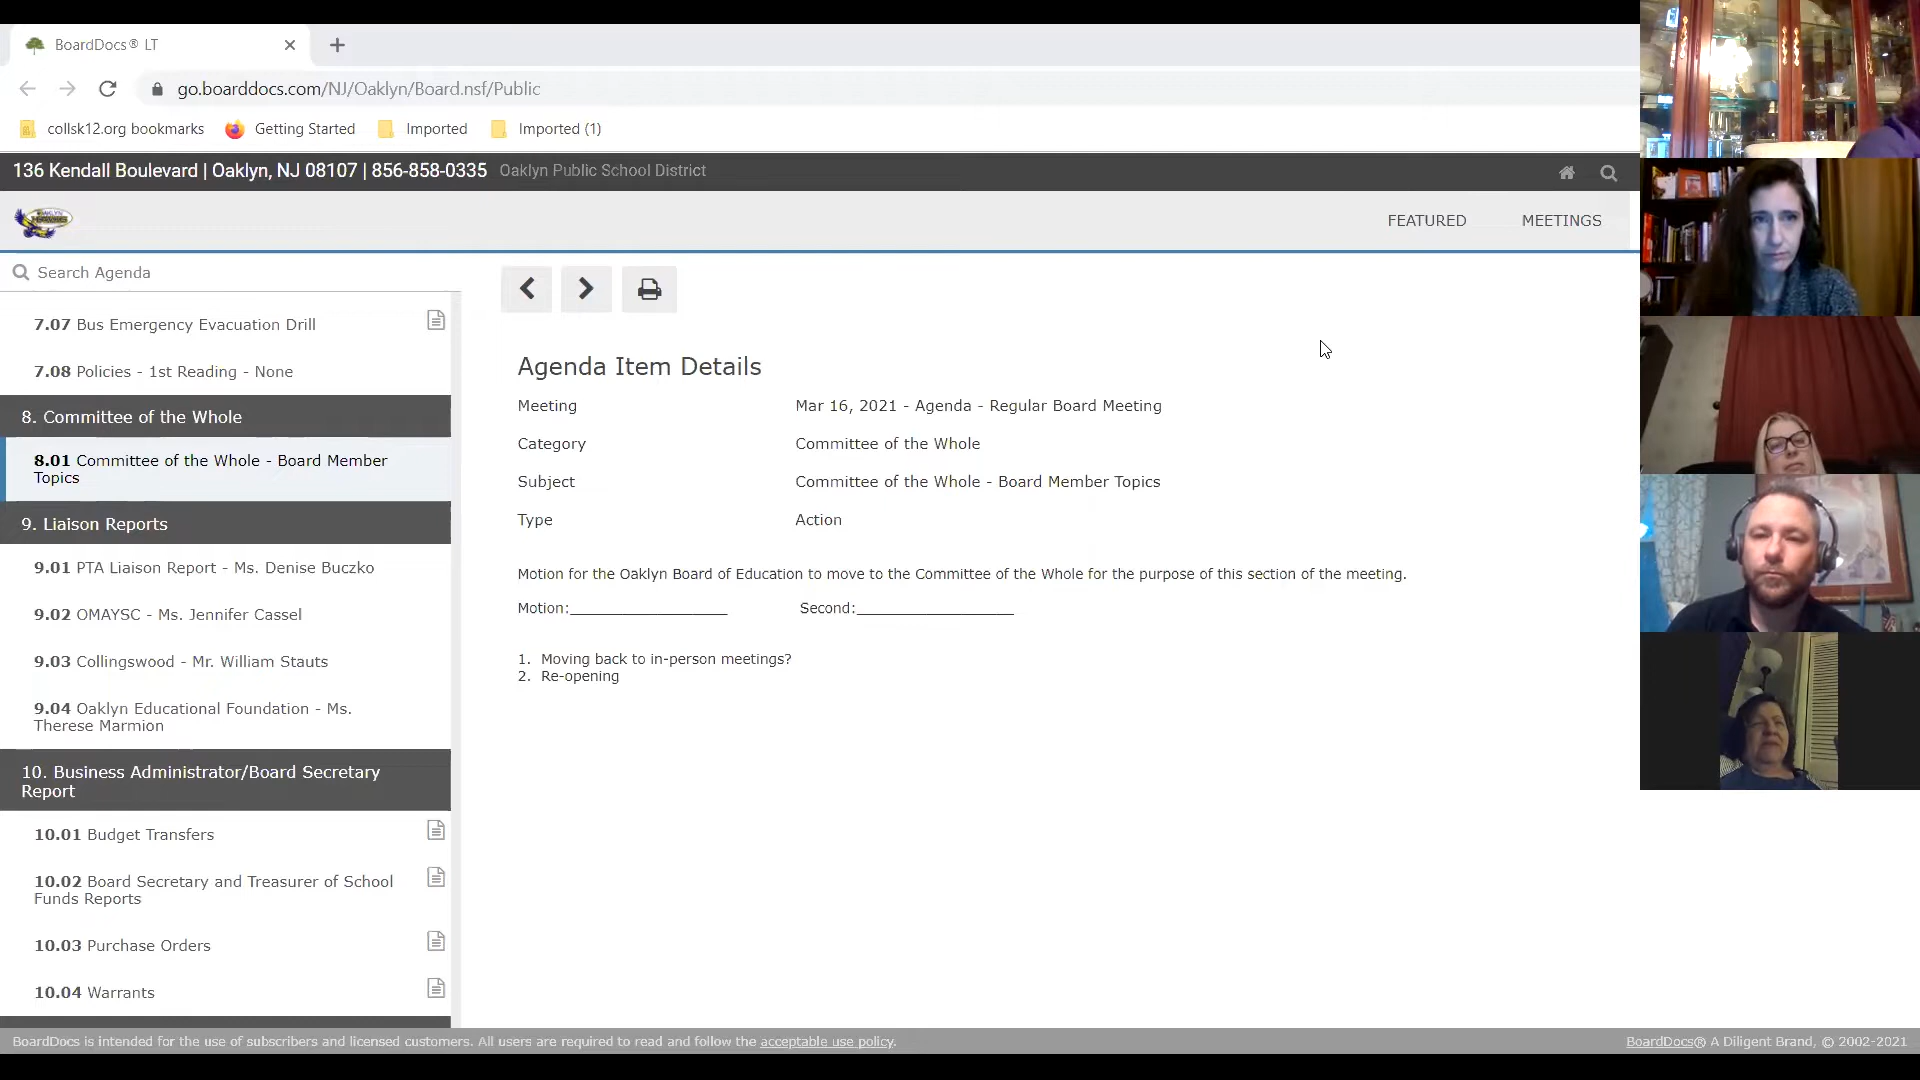 BoardDocs® LT
go.boarddocs.com/NJ/Oaklyn/Board.nsf/Public
collsk12.org bookmarks Getting Started Imported Imported (1)
136 Kendall Boulevard | Oaklyn, NJ 08107 | 856-858-0335 Oaklyn Public School District
FEATURED MEETINGS
Search Agenda
7.07 Bus Emergency Evacuation Drill
7.08 Policies - 1st Reading - None
8. Committee of the Whole
8.01 Committee of the Whole - Board Member
Topics
9. Liaison Reports
9.01 PTA Liaison Report - Ms. Denise Buczko
9.02 OMAYSC - Ms. Jennifer Cassel
9.03 Collingswood - Mr. William Stauts
9.04 Oaklyn Educational Foundation - Ms.
Therese Marmion
10. Business Administrator/Board Secretary
Report
10.01 Budget Transfers
10.02 Board Secretary and Treasurer of School
Funds Reports
10.03 Purchase Orders
10.04 Warrants
Agenda Item Details
Meeting Mar 16, 2021 - Agenda - Regular Board Meeting
Category Committee of the Whole
Subject Committee of the Whole - Board Member Topics
Type Action
Motion for the Oaklyn Board of Education to move to the Committee of the Whole for the purpose of this section of the meeting.
Motion:___________________ Second:___________________
1. Moving back to in-person meetings?
2. Re-opening
BoardDocs is intended for the use of subscribers and licensed customers. All users are required to read and follow the acceptable use policy.
BoardDocs® A Diligent Brand, © 2002-2021